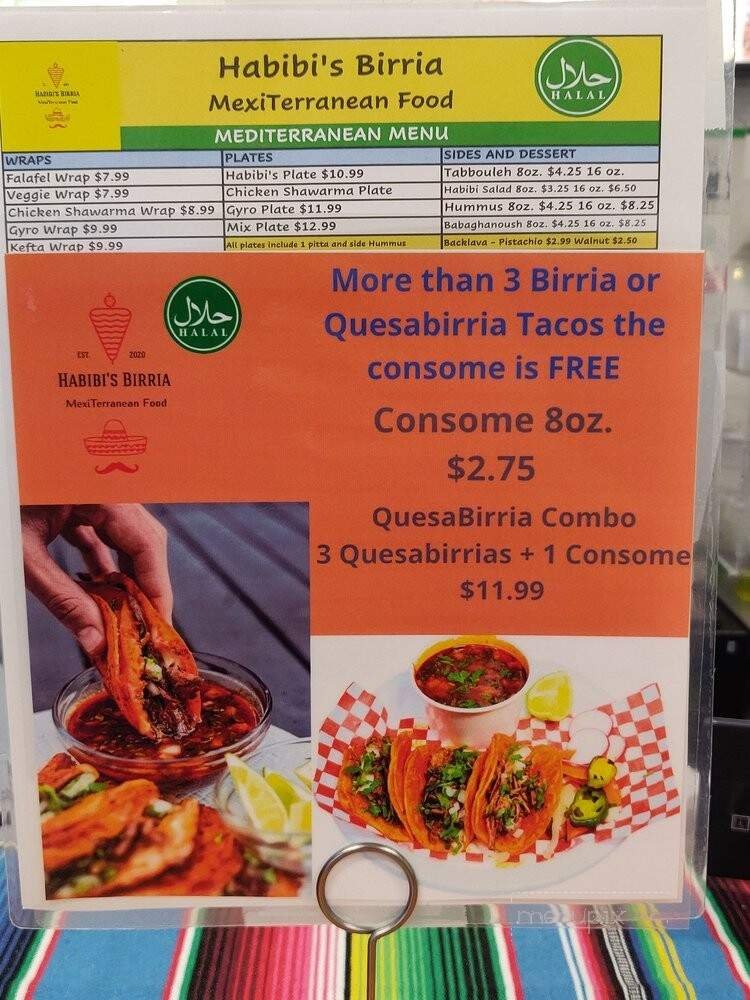 HABIBI'S BIRRIA
MexiTerranean Food
Habibi's Birria
MexiTerranean Food
حلال
HALAL
MEDITERRANEAN MENU
WRAPS
Falafel Wrap $7.99
Veggie Wrap $7.99
Chicken Shawarma Wrap $8.99
Gyro Wrap $9.99
Kefta Wrap $9.99
PLATES
Habibi's Plate $10.99
Chicken Shawarma Plate
Gyro Plate $11.99
Mix Plate $12.99
All plates include 1 pitta and side Hummus
SIDES AND DESSERT
Tabbouleh 8oz. $4.25 16 oz.
Habibi Salad 8oz. $3.25 16 oz. $6.50
Hummus 8oz. $4.25 16 oz. $8.25
Babaghanoush 8oz. $4.25 16 oz. $8.25
Backlava - Pistachio $2.99 Walnut $2.50
EST. 2020
HABIBI'S BIRRIA
MexiTerranean Food
حلال
HALAL
More than 3 Birria or
Quesabirria Tacos the
consome is FREE
Consome 8oz.
$2.75
QuesaBirria Combo
3 Quesabirrias + 1 Consome
$11.99
menupix